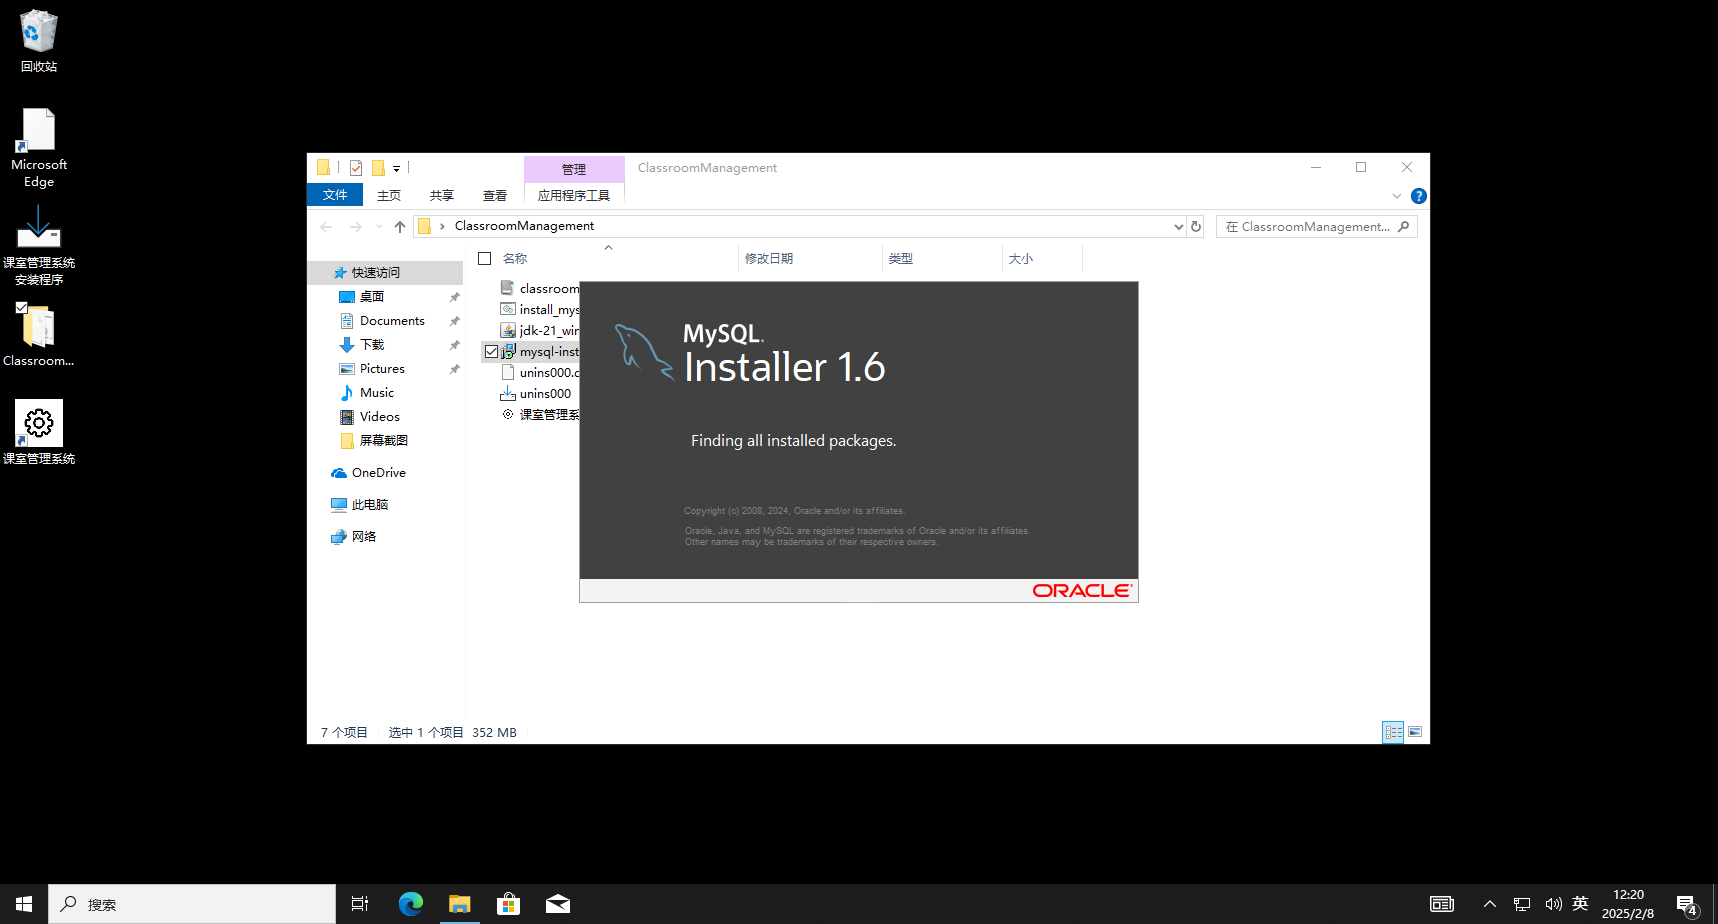 回收站
Microsoft
Edge
课室管理系统
安装程序
Classroom...
课室管理系统
管理
ClassroomManagement
文件
主页
共享
查看
应用程序工具
ClassroomManagement
在 ClassroomManagement...
名称
修改日期
类型
大小
快速访问
桌面
Documents
下载
Pictures
Music
Videos
屏幕截图
OneDrive
此电脑
网络
classroom
install_mys
jdk-21_win
mysql-inst
unins000.c
unins000
课室管理系
MySQL.
Installer 1.6
Finding all installed packages.
Copyright (c) 2008, 2024, Oracle and/or its affiliates.
Oracle, Java, and MySQL are registered trademarks of Oracle and/or its affiliates.
Other names may be trademarks of their respective owners.
ORACLE
7 个项目
选中 1 个项目
352 MB
搜索
英
12:20
2025/2/8
4